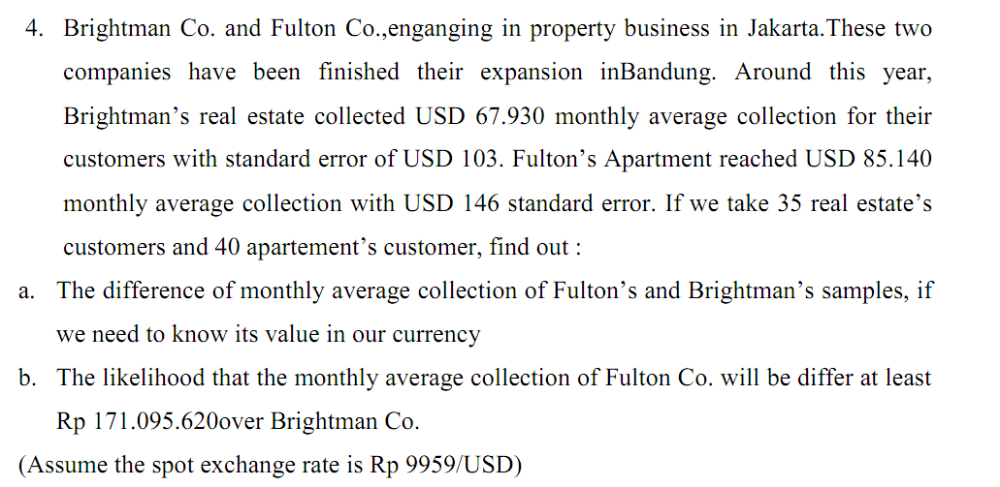 4. Brightman Co. and Fulton Co.,enganging in property business in Jakarta.These two
companies have been finished their expansion inBandung. Around this year,
Brightman’s real estate collected USD 67.930 monthly average collection for their
customers with standard error of USD 103. Fulton’s Apartment reached USD 85.140
monthly average collection with USD 146 standard error. If we take 35 real estate’s
customers and 40 apartement’s customer, find out :
a. The difference of monthly average collection of Fulton’s and Brightman’s samples, if
we need to know its value in our currency
b. The likelihood that the monthly average collection of Fulton Co. will be differ at least
Rp 171.095.620over Brightman Co.
(Assume the spot exchange rate is Rp 9959/USD)